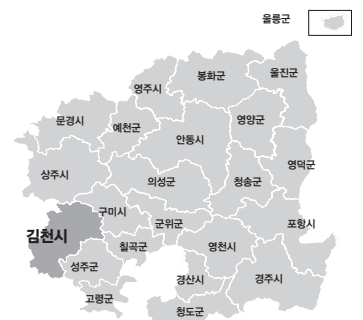 울릉군
봉화군
울진군
영주시
문경시
예천군
영양군
안동시
상주시
의성군
청송군
영덕군
구미시
군위군
포항시
김천시
칠곡군
영천시
성주군
경산시
경주시
고령군
청도군